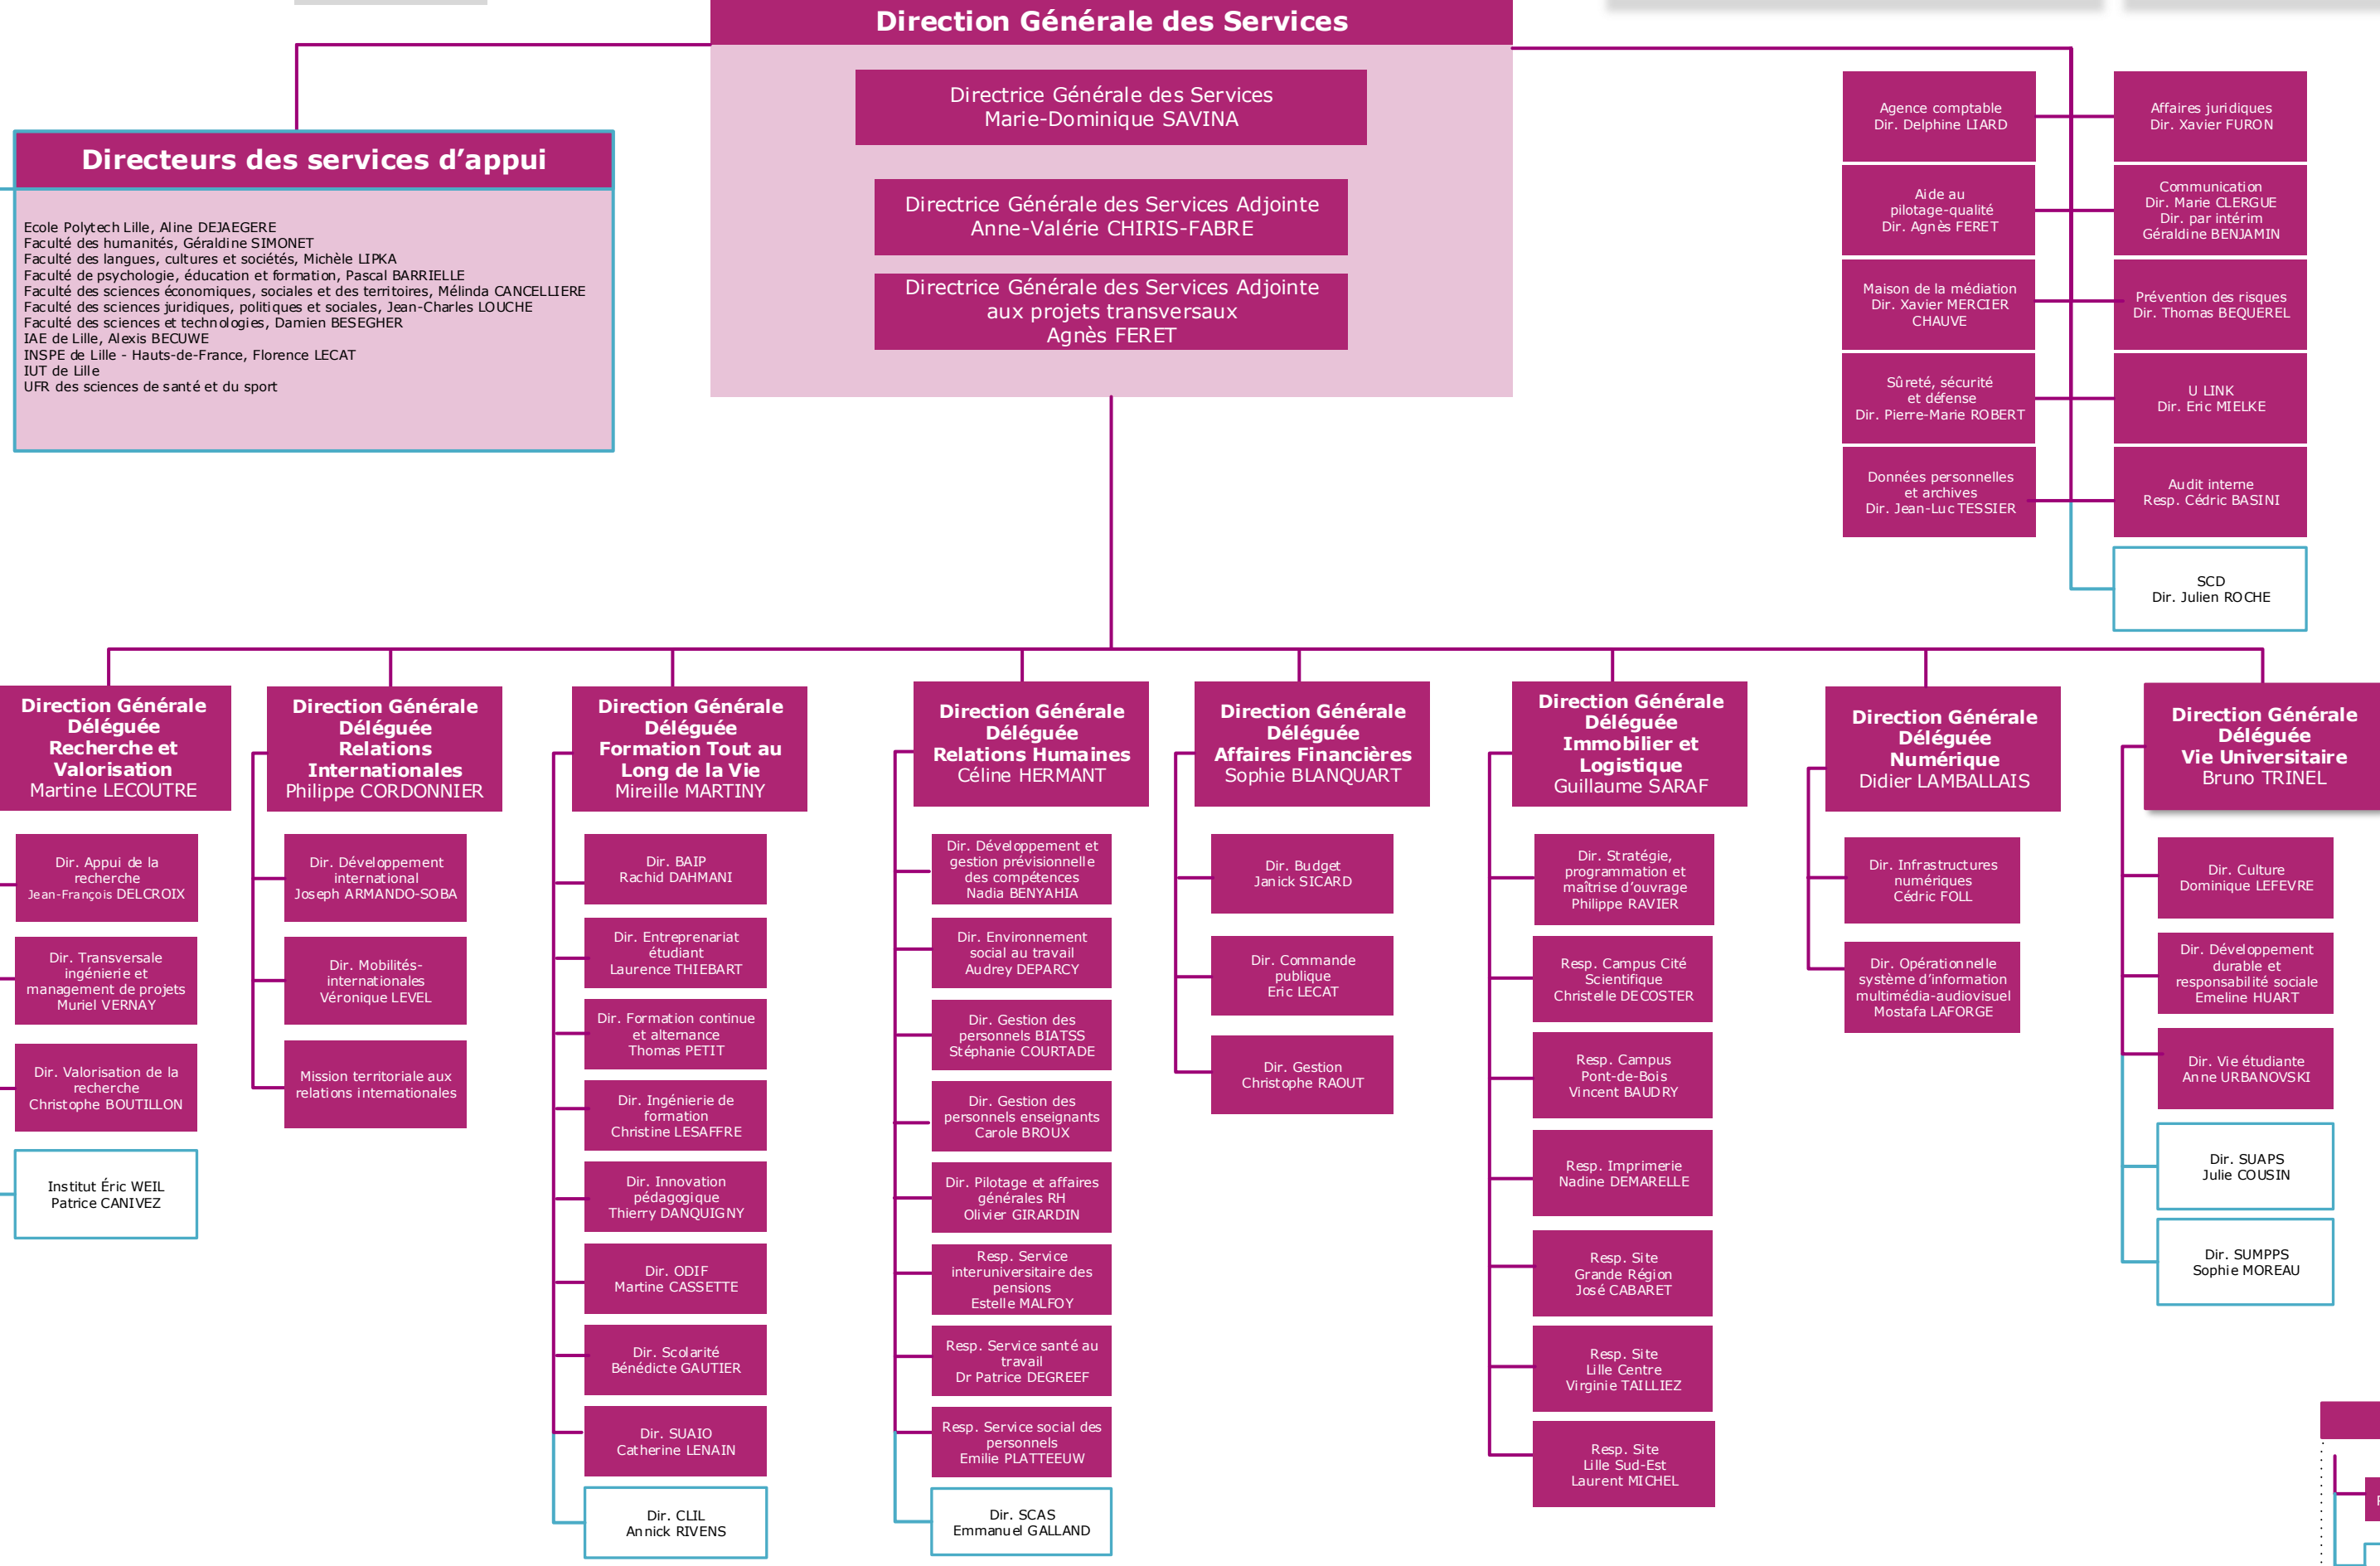 Direction Générale des Services
Directrice Générale des Services
Marie-Dominique SAVINA
Directrice Générale des Services Adjointe
Anne-Valérie CHIRIS-FABRE
Directrice Générale des Services Adjointe
aux projets transversaux
Agnès FERET
Directeurs des services d’appui
Ecole Polytech Lille, Aline DEJAEGERE
Faculté des humanités, Géraldine SIMONET
Faculté des langues, cultures et sociétés, Michèle LIPKA
Faculté de psychologie, éducation et formation, Pascal BARRIELLE
Faculté des sciences économiques, sociales et des territoires, Mélinda CANCELLIERE
Faculté des sciences juridiques, politiques et sociales, Jean-Charles LOUCHE
Faculté des sciences et technologies, Damien BESEGHER
IAE de Lille, Alexis BECUWE
INSPE de Lille - Hauts-de-France, Florence LECAT
IUT de Lille
UFR des sciences de santé et du sport
Agence comptable
Dir. Delphine LIARD
Affaires juridiques
Dir. Xavier FURON
Aide au
pilotage-qualité
Dir. Agnès FERET
Communication
Dir. Marie CLERGUE
Dir. par intérim
Géraldine BENJAMIN
Maison de la médiation
Dir. Xavier MERCIER
CHAUVE
Prévention des risques
Dir. Thomas BEQUEREL
Sûreté, sécurité
et défense
Dir. Pierre-Marie ROBERT
U LINK
Dir. Eric MIELKE
Données personnelles
et archives
Dir. Jean-Luc TESSIER
Audit interne
Resp. Cédric BASINI
SCD
Dir. Julien ROCHE
Direction Générale
Déléguée
Recherche et
Valorisation
Martine LECOUTRE
Dir. Appui de la
recherche
Jean-François DELCROIX
Dir. Transversale
ingénierie et
management de projets
Muriel VERNAY
Dir. Valorisation de la
recherche
Christophe BOUTILLON
Institut Éric WEIL
Patrice CANIVEZ
Direction Générale
Déléguée
Relations
Internationales
Philippe CORDONNIER
Dir. Développement
international
Joseph ARMANDO-SOBA
Dir. Mobilités-
internationales
Véronique LEVEL
Mission territoriale aux
relations internationales
Direction Générale
Déléguée
Formation Tout au
Long de la Vie
Mireille MARTINY
Dir. BAIP
Rachid DAHMANI
Dir. Entreprenariat
étudiant
Laurence THIEBART
Dir. Formation continue
et alternance
Thomas PETIT
Dir. Ingénierie de
formation
Christine LESAFFRE
Dir. Innovation
pédagogique
Thierry DANQUIGNY
Dir. ODIF
Martine CASSETTE
Dir. Scolarité
Bénédicte GAUTIER
Dir. SUAIO
Catherine LENAIN
Dir. CLIL
Annick RIVENS
Direction Générale
Déléguée
Relations Humaines
Céline HERMANT
Dir. Développement et
gestion prévisionnelle
des compétences
Nadia BENYAHIA
Dir. Environnement
social au travail
Audrey DEPARCY
Dir. Gestion des
personnels BIATSS
Stéphanie COURTADE
Dir. Gestion des
personnels enseignants
Carole BROUX
Dir. Pilotage et affaires
générales RH
Olivier GIRARDIN
Resp. Service
interuniversitaire des
pensions
Estelle MALFOY
Resp. Service santé au
travail
Dr Patrice DEGREEF
Resp. Service social des
personnels
Emilie PLATTEEUW
Dir. SCAS
Emmanuel GALLAND
Direction Générale
Déléguée
Affaires Financières
Sophie BLANQUART
Dir. Budget
Janick SICARD
Dir. Commande
publique
Eric LECAT
Dir. Gestion
Christophe RAOUT
Direction Générale
Déléguée
Immobilier et
Logistique
Guillaume SARAF
Dir. Stratégie,
programmation et
maîtrise d’ouvrage
Philippe RAVIER
Resp. Campus Cité
Scientifique
Christelle DECOSTER
Resp. Campus
Pont-de-Bois
Vincent BAUDRY
Resp. Imprimerie
Nadine DEMARELLE
Resp. Site
Grande Région
José CABARET
Resp. Site
Lille Centre
Virginie TAILLIEZ
Resp. Site
Lille Sud-Est
Laurent MICHEL
Direction Générale
Déléguée
Numérique
Didier LAMBALLAIS
Dir. Infrastructures
numériques
Cédric FOLL
Dir. Opérationnelle
système d’information
multimédia-audiovisuel
Mostafa LAFORGE
Direction Générale
Déléguée
Vie Universitaire
Bruno TRINEL
Dir. Culture
Dominique LEFEVRE
Dir. Développement
durable et
responsabilité sociale
Emeline HUART
Dir. Vie étudiante
Anne URBANOVSKI
Dir. SUAPS
Julie COUSIN
Dir. SUMPPS
Sophie MOREAU